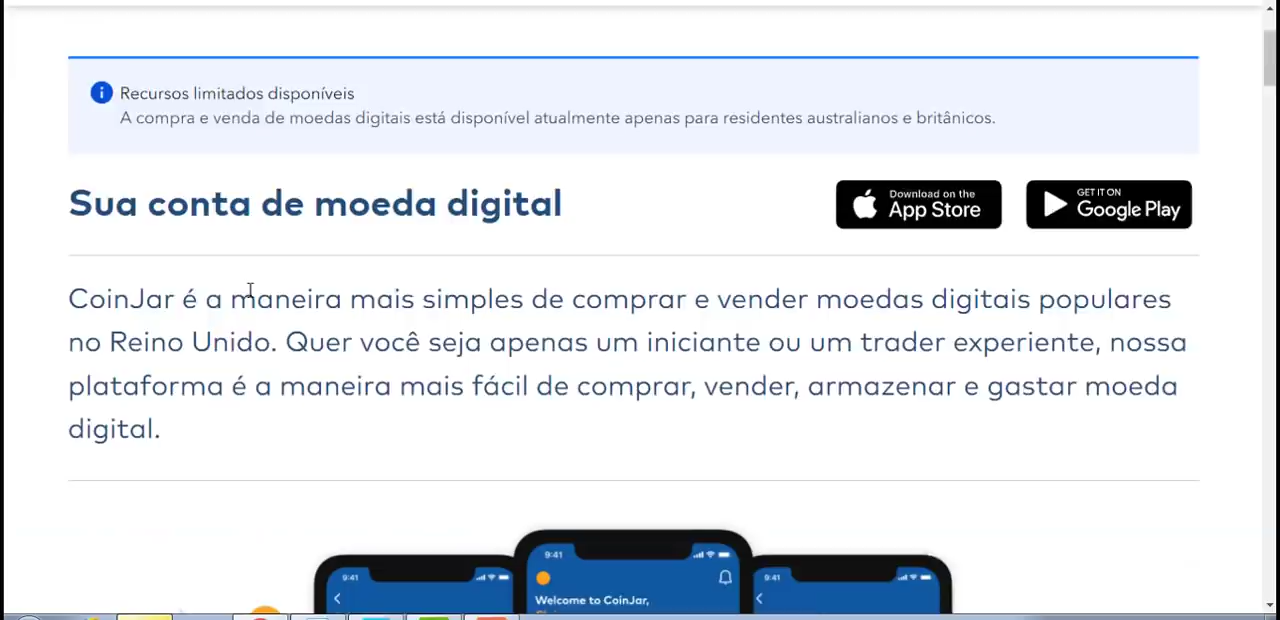 Recursos limitados disponíveis
A compra e venda de moedas digitais está disponível atualmente apenas para residentes australianos e britânicos.
Sua conta de moeda digital
Download on the
App Store
GET IT ON
Google Play
CoinJar é a maneira mais simples de comprar e vender moedas digitais populares
no Reino Unido. Quer você seja apenas um iniciante ou um trader experiente, nossa
plataforma é a maneira mais fácil de comprar, vender, armazenar e gastar moeda
digital.
9:41
9:41
9:41
Welcome to CoinJar,